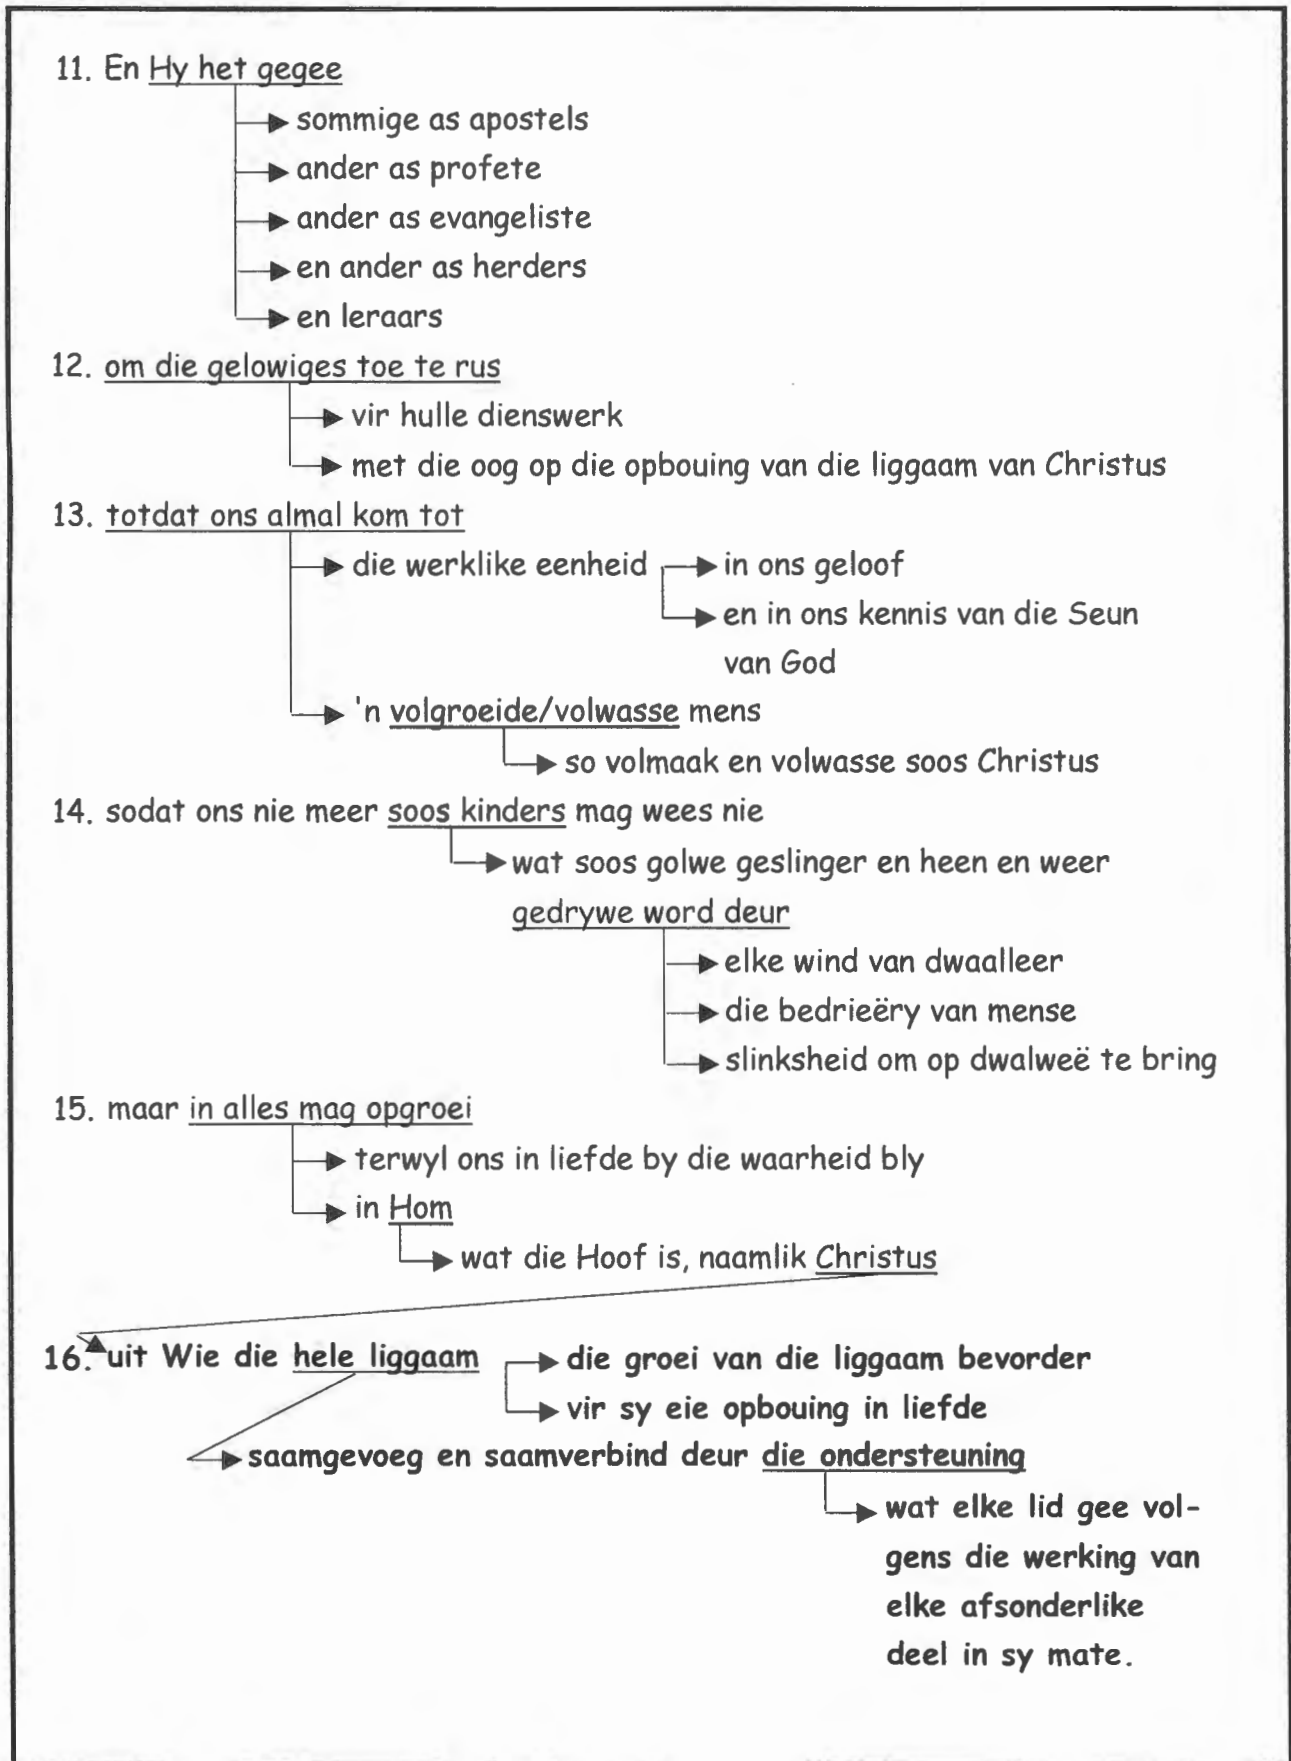 11. En Hy het gegee
sommige as apostels
ander as profete
ander as evangeliste
en ander as herders
en leraars
12. om die gelowiges toe te rus
vir hulle dienswerk
met die oog op die opbouing van die liggaam van Christus
13. totdat ons almal kom tot
die werklike eenheid in ons geloof
en in ons kennis van die Seun
van God
'n volgroeide/volwasse mens
so volmaak en volwasse soos Christus
14. sodat ons nie meer soos kinders mag wees nie
wat soos golwe geslinger en heen en weer
gedrywe word deur
elke wind van dwaalleer
die bedrieëry van mense
slinksheid om op dwalweë te bring
15. maar in alles mag opgroei
terwyl ons in liefde by die waarheid bly
in Hom
wat die Hoof is, naamlik Christus
16. uit Wie die hele liggaam die groei van die liggaam bevorder
vir sy eie opbouing in liefde
saamgevoeg en saamverbind deur die ondersteuning
wat elke lid gee vol-
gens die werking van
elke afsonderlike
deel in sy mate.